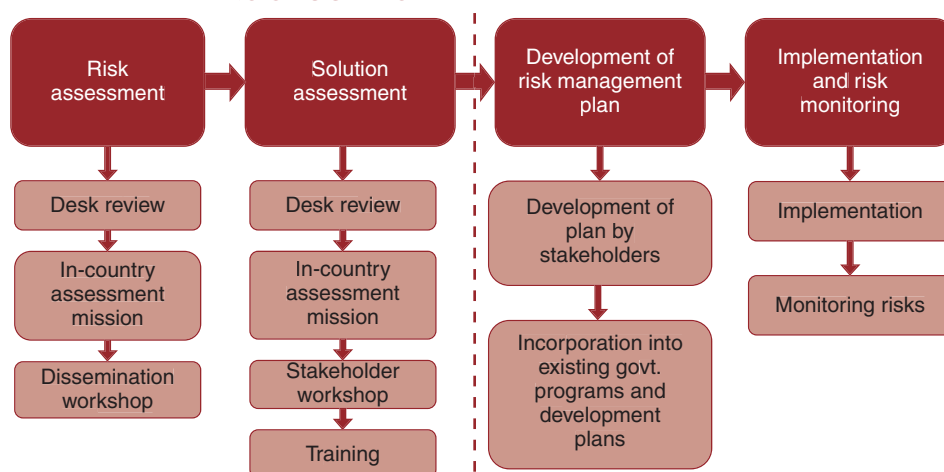 Risk
assessment
Solution
assessment
Development of
risk management
plan
Implementation
and risk
monitoring
Desk review
In-country
assessment
mission
Dissemination
workshop
Desk review
In-country
assessment
mission
Stakeholder
workshop
Training
Development of
plan by
stakeholders
Incorporation into
existing govt.
programs and
development
plans
Implementation
Monitoring risks